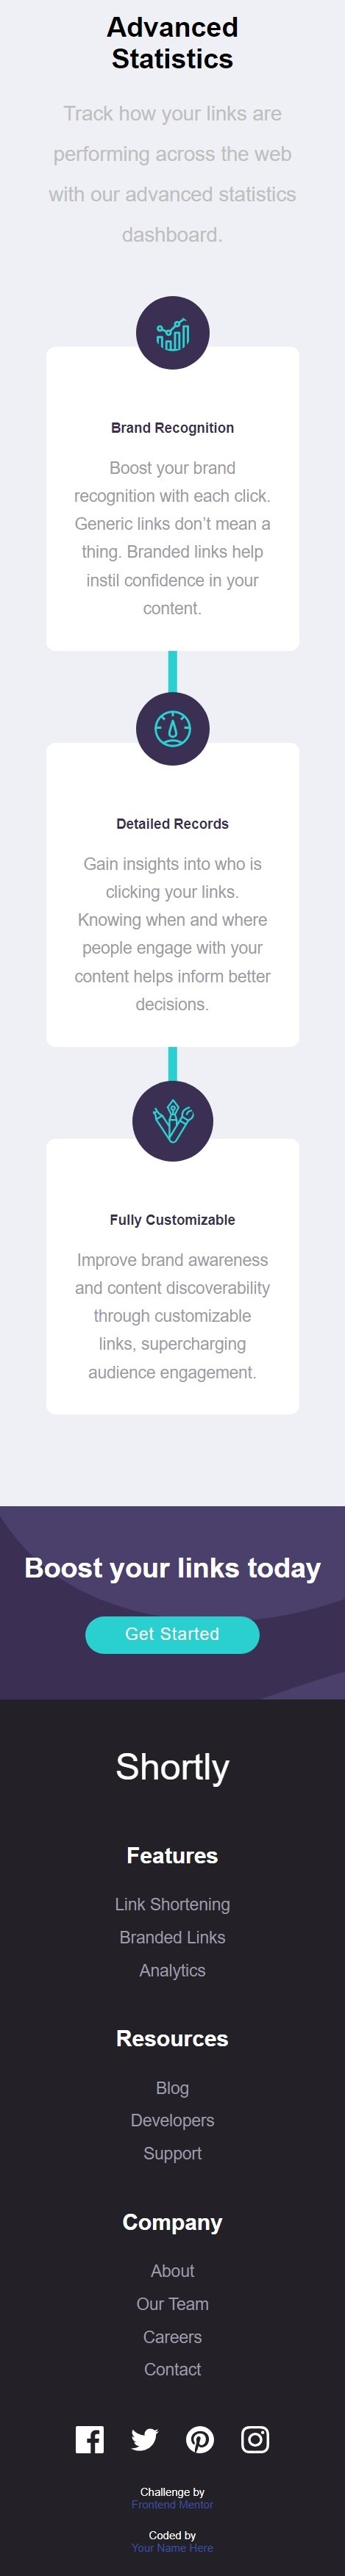 Advanced
Statistics
Track how your links are
performing across the web
with our advanced statistics
dashboard.
Brand Recognition
Boost your brand
recognition with each click.
Generic links don’t mean a
thing. Branded links help
instil confidence in your
content.
Detailed Records
Gain insights into who is
clicking your links.
Knowing when and where
people engage with your
content helps inform better
decisions.
Fully Customizable
Improve brand awareness
and content discoverability
through customizable
links, supercharging
audience engagement.
Boost your links today
Get Started
Shortly
Features
Link Shortening
Branded Links
Analytics
Resources
Blog
Developers
Support
Company
About
Our Team
Careers
Contact
Challenge by
Frontend Mentor
Coded by
Your Name Here